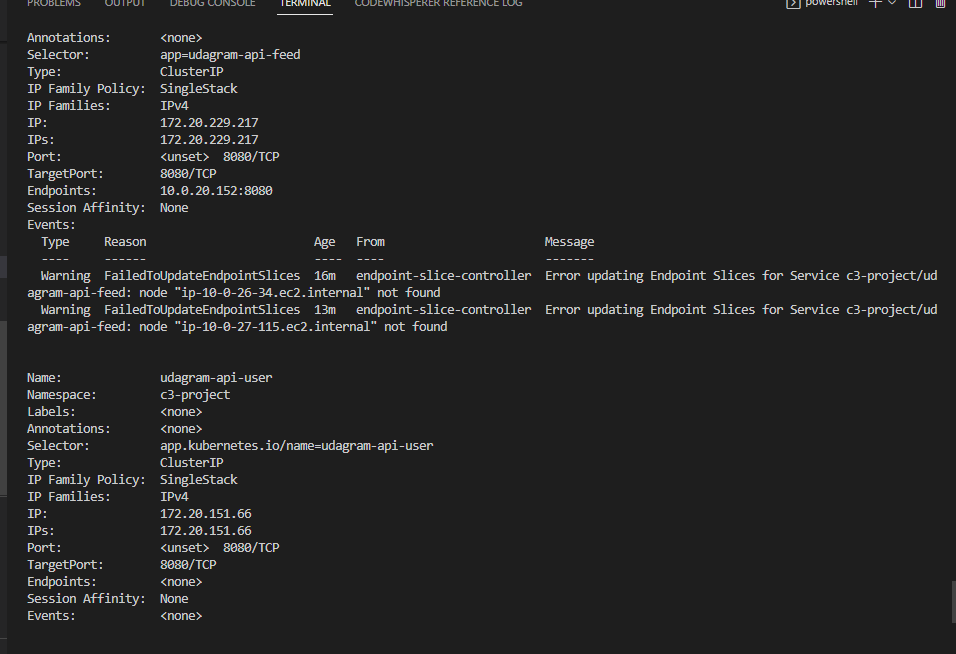 PROBLEMS OUTPUT DEBUG CONSOLE TERMINAL CODEWHISPERER REFERENCE LOG powershell
Annotations: <none>
Selector: app=udagram-api-feed
Type: ClusterIP
IP Family Policy: SingleStack
IP Families: IPv4
IP: 172.20.229.217
IPs: 172.20.229.217
Port: <unset> 8080/TCP
TargetPort: 8080/TCP
Endpoints: 10.0.20.152:8080
Session Affinity: None
Events:
Type Reason Age From Message
---- ------ ---- ---- -------
Warning FailedToUpdateEndpointSlices 16m endpoint-slice-controller Error updating Endpoint Slices for Service c3-project/ud
agram-api-feed: node "ip-10-0-26-34.ec2.internal" not found
Warning FailedToUpdateEndpointSlices 13m endpoint-slice-controller Error updating Endpoint Slices for Service c3-project/ud
agram-api-feed: node "ip-10-0-27-115.ec2.internal" not found
Name: udagram-api-user
Namespace: c3-project
Labels: <none>
Annotations: <none>
Selector: app.kubernetes.io/name=udagram-api-user
Type: ClusterIP
IP Family Policy: SingleStack
IP Families: IPv4
IP: 172.20.151.66
IPs: 172.20.151.66
Port: <unset> 8080/TCP
TargetPort: 8080/TCP
Endpoints: <none>
Session Affinity: None
Events: <none>